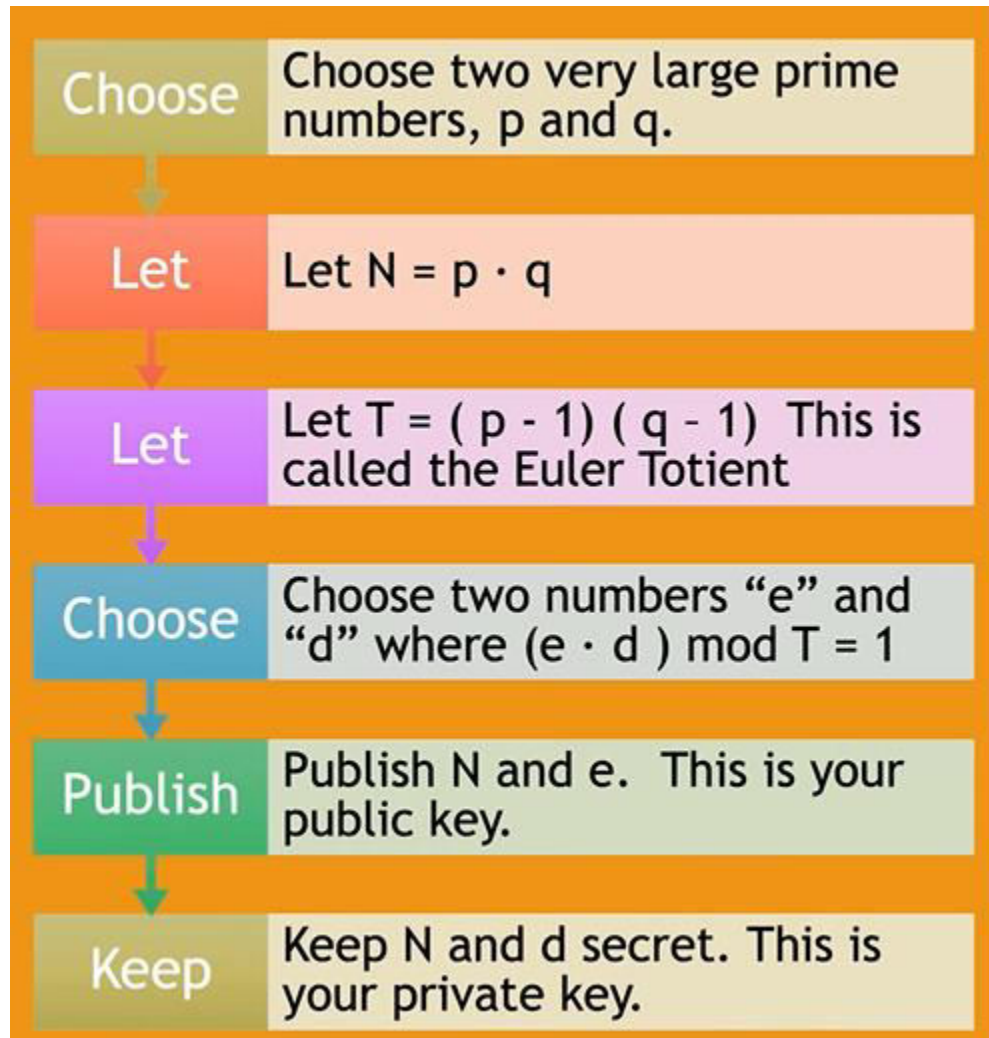 Choose
Choose two very large prime
numbers, p and q.
Let
Let N = p · q
Let
Let T = ( p - 1) ( q – 1)  This is
called the Euler Totient
Choose
Choose two numbers “e” and
“d” where (e · d ) mod T = 1
Publish
Publish N and e.  This is your
public key.
Keep
Keep N and d secret. This is
your private key.